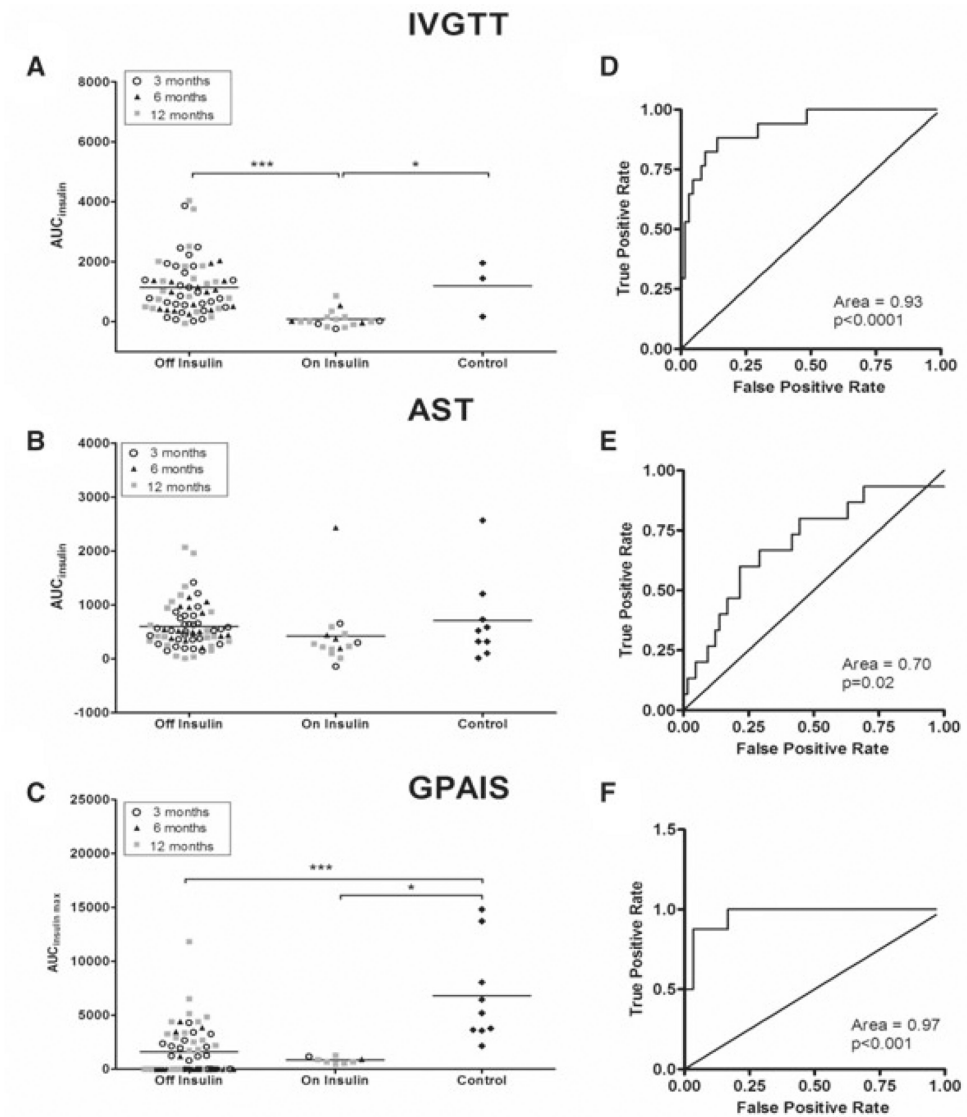 IVGTT
A
8000
6000
4000
2000
0
AUCinsulin
3 months
6 months
12 months
***
*
Off Insulin
On Insulin
Control
D
1.00
0.75
0.50
0.25
0.00
True Positive Rate
Area = 0.93
p<0.0001
0.00 0.25 0.50 0.75 1.00
False Positive Rate
AST
B
4000
3000
2000
1000
0
-1000
AUCinsulin
3 months
6 months
12 months
Off Insulin
On Insulin
Control
E
1.00
0.75
0.50
0.25
0.00
True Positive Rate
Area = 0.70
p=0.02
0.00 0.25 0.50 0.75 1.00
False Positive Rate
GPAIS
C
25000
20000
15000
10000
5000
0
AUCinsulin max
3 months
6 months
12 months
***
*
Off Insulin
On Insulin
Control
F
1.5
1.0
0.5
0.0
True Positive Rate
Area = 0.97
p<0.001
0.00 0.25 0.50 0.75 1.00
False Positive Rate